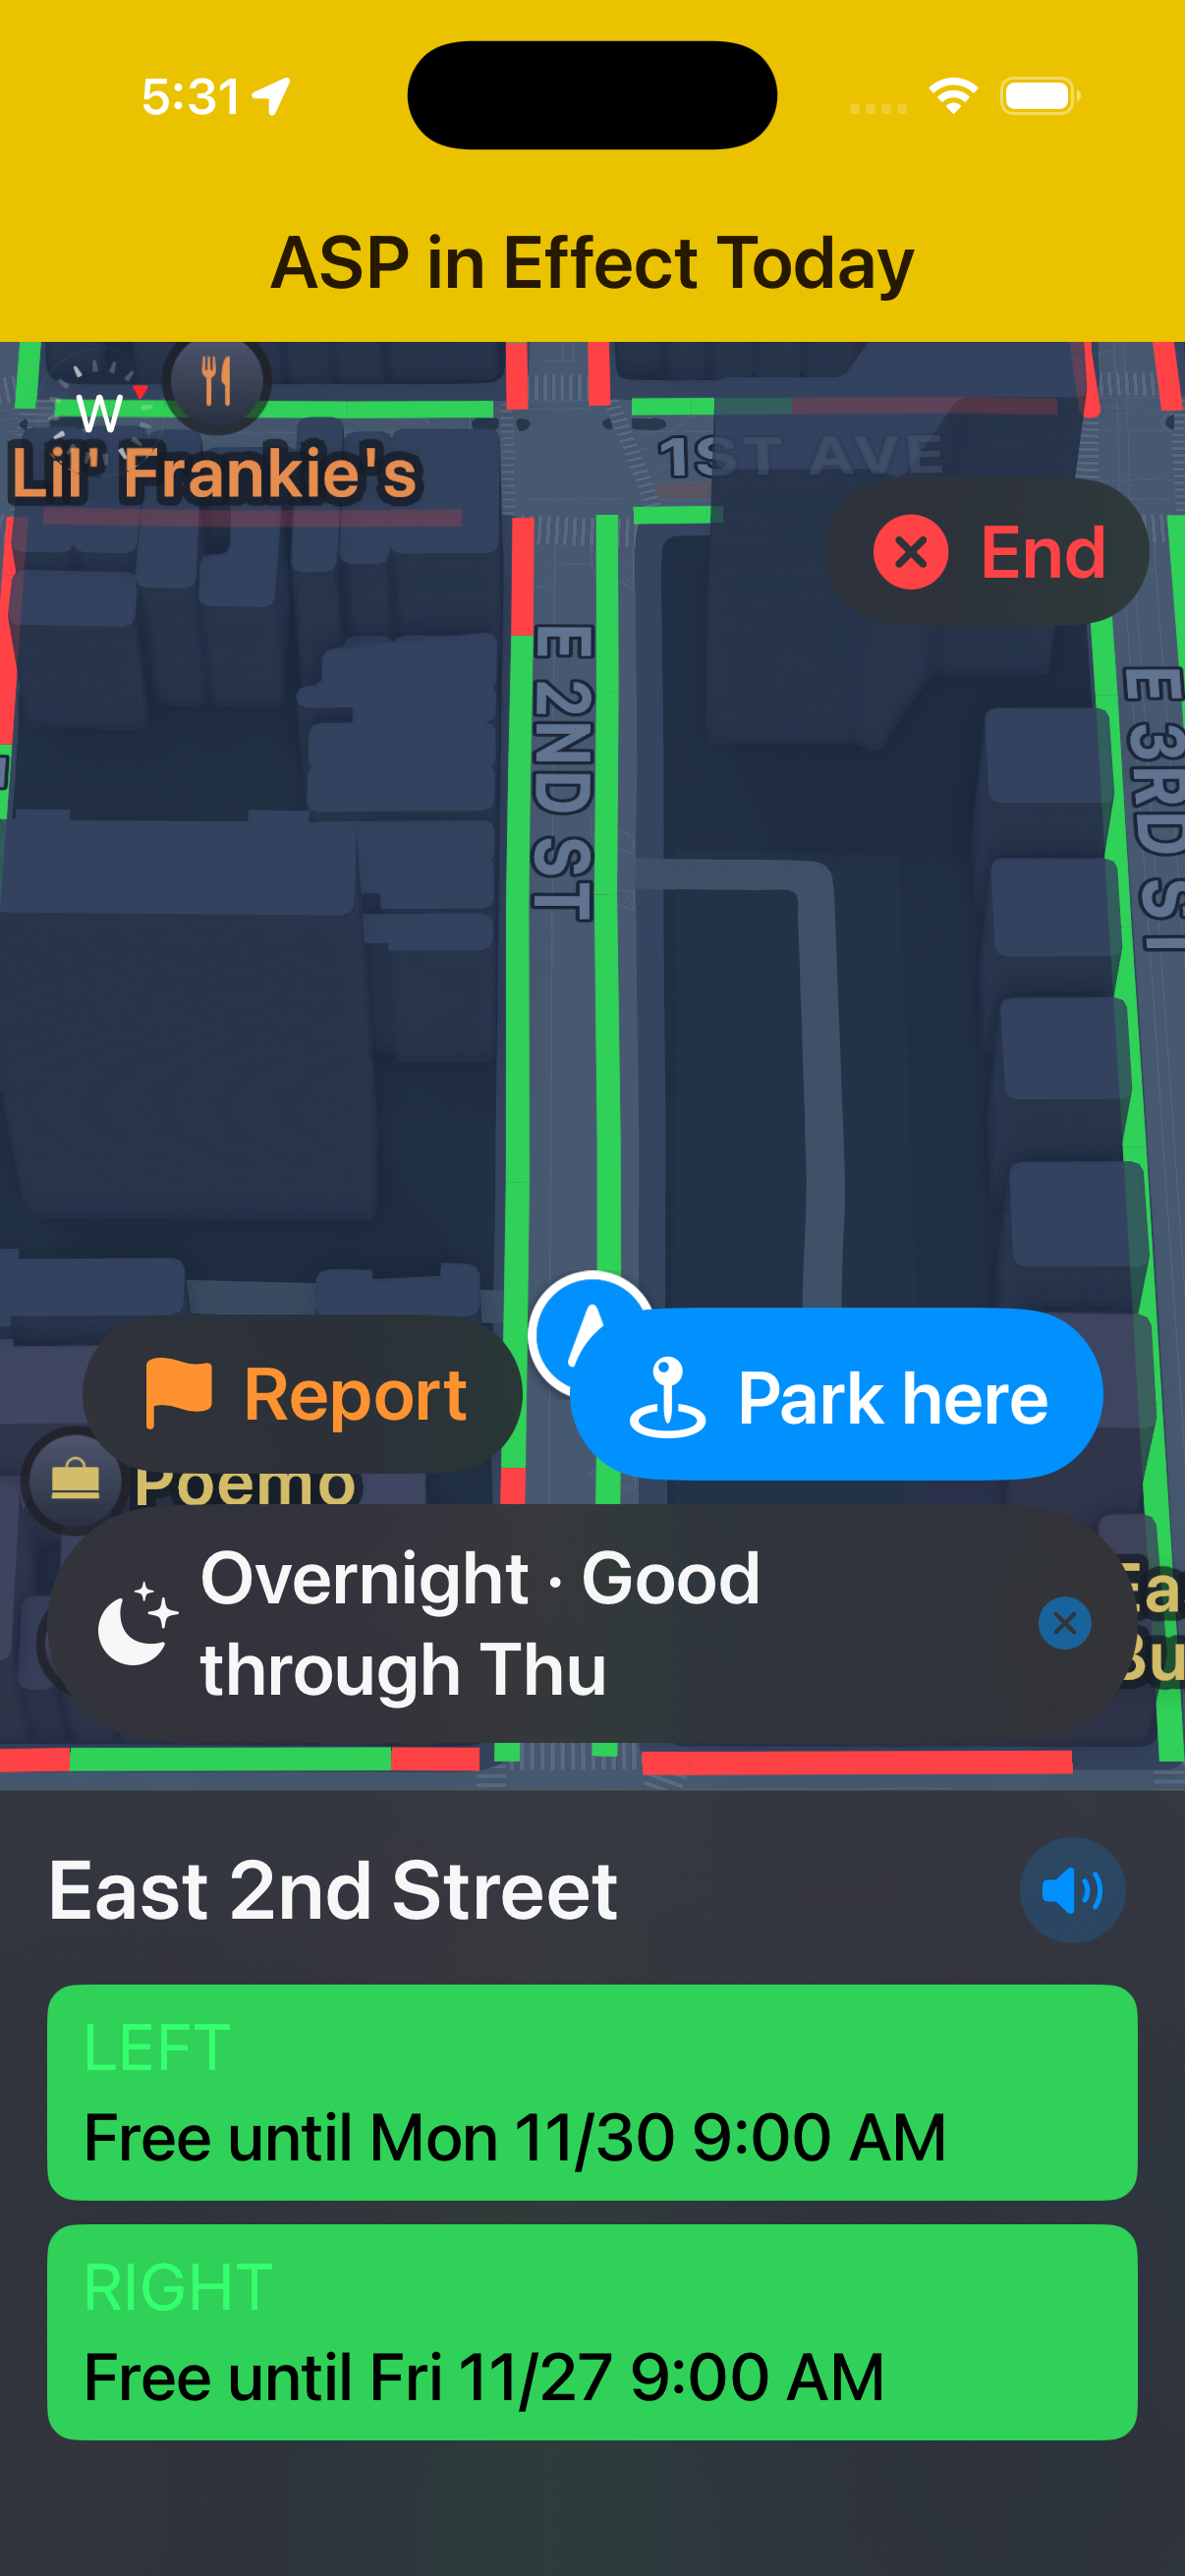 5:31
ASP in Effect Today
W
Lil' Frankie's
1ST AVE
End
E 2ND ST
E 3RD ST
Report
Park here
Poemo
Overnight · Good
through Thu
East 2nd Street
LEFT
Free until Mon 11/30 9:00 AM
RIGHT
Free until Fri 11/27 9:00 AM